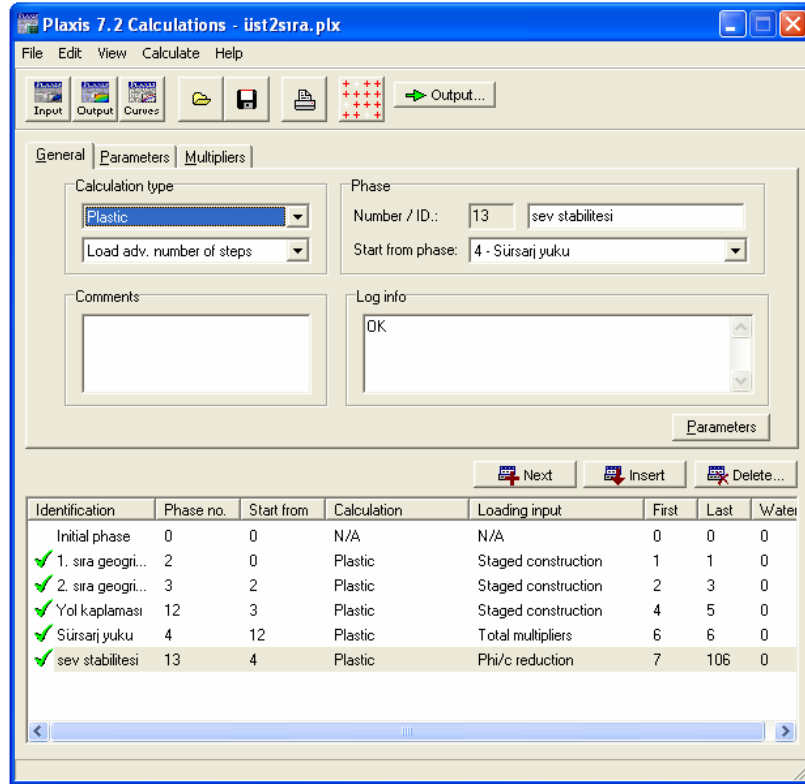 Plaxis 7.2 Calculations - üst2sıra.plx
File Edit View Calculate Help
PLAXIS PLAXIS PLAXIS
Input Output Curves Output...
General Parameters Multipliers
Calculation type
Plastic
Load adv. number of steps
Phase
Number / ID.: 13 sev stabilitesi
Start from phase: 4 - Sürsarj yuku
Comments
Log info
OK
Parameters
Next Insert Delete...
Identification Phase no. Start from Calculation Loading input First Last Water
Initial phase 0 0 N/A N/A 0 0 0
1. sıra geogri... 2 0 Plastic Staged construction 1 1 0
2. sıra geogri... 3 2 Plastic Staged construction 2 3 0
Yol kaplaması 12 3 Plastic Staged construction 4 5 0
Sürsarj yuku 4 12 Plastic Total multipliers 6 6 0
sev stabilitesi 13 4 Plastic Phi/c reduction 7 106 0